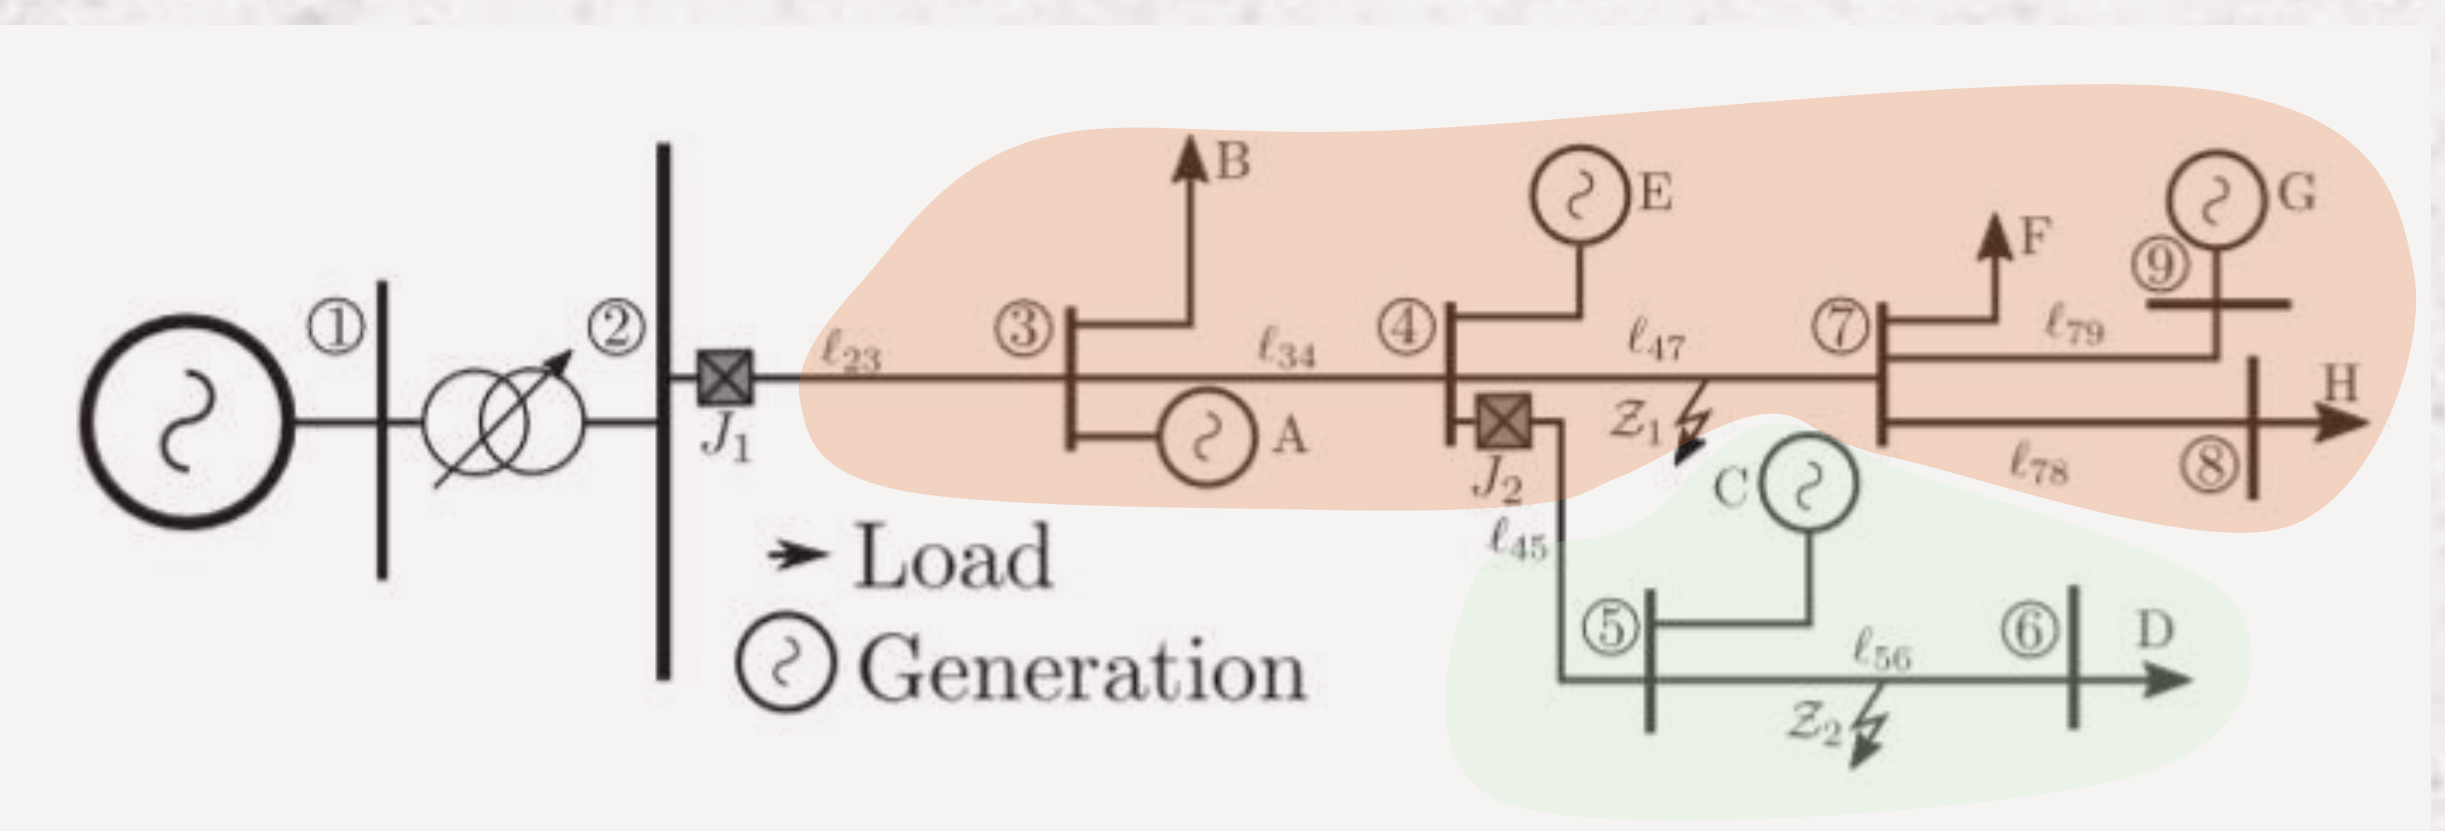 B
E
G
F
⑨
① ② ③ ④ ⑦
ℓ23 ℓ34 ℓ47 ℓ79
H
J1
A
Z1
J2
C
ℓ78
⑧
Load
ℓ45
Generation
⑤
⑥
D
ℓ56
Z2